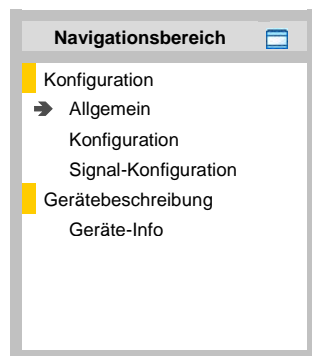 Navigationsbereich
Konfiguration
Allgemein
Konfiguration
Signal-Konfiguration
Gerätebeschreibung
Geräte-Info